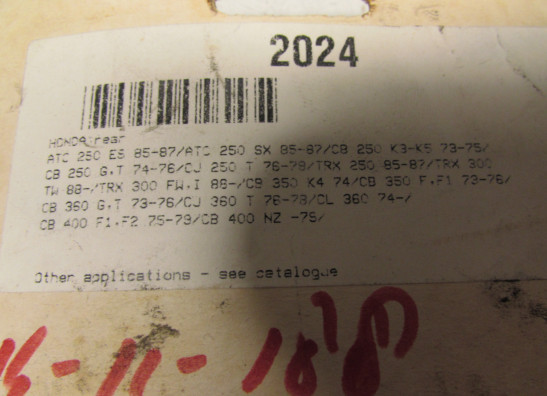 2024
HONDA rear
ATC 250 ES 85-87/ATC 250 SX 85-87/CB 250 K3-K5 73-75/
CB 250 G,T 74-76/CJ 250 T 76-78/TRX 250 85-87/TRX 300
TW 88-/TRX 300 FW,I 88-/C9 350 K4 74/CB 350 F,F1 73-76/
CB 360 G,T 73-76/CJ 360 T 76-78/CL 360 74-/
CB 400 F1,F2 75-79/CB 400 NZ -75/
Other applications - see catalogue
-11-